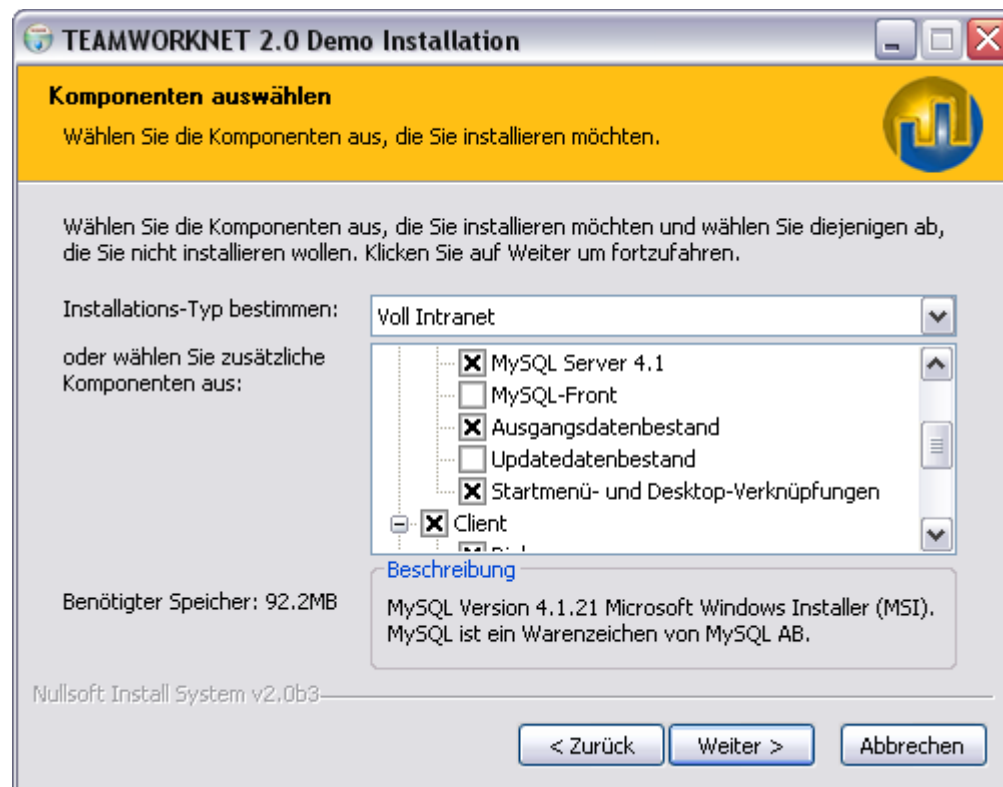 TEAMWORKNET 2.0 Demo Installation
Komponenten auswählen
Wählen Sie die Komponenten aus, die Sie installieren möchten.
Wählen Sie die Komponenten aus, die Sie installieren möchten und wählen Sie diejenigen ab,
die Sie nicht installieren wollen. Klicken Sie auf Weiter um fortzufahren.
Installations-Typ bestimmen:
Voll Intranet
oder wählen Sie zusätzliche
Komponenten aus:
MySQL Server 4.1
MySQL-Front
Ausgangsdatenbestand
Updatedatenbestand
Startmenü- und Desktop-Verknüpfungen
Client
Benötigter Speicher: 92.2MB
Beschreibung
MySQL Version 4.1.21 Microsoft Windows Installer (MSI).
MySQL ist ein Warenzeichen von MySQL AB.
Nullsoft Install System v2.0b3
< Zurück
Weiter >
Abbrechen